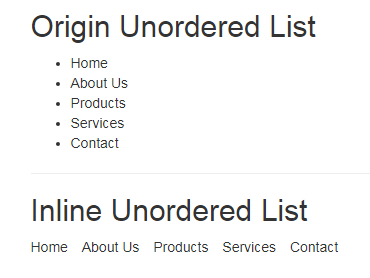 Origin Unordered List
Home
About Us
Products
Services
Contact
Inline Unordered List
Home About Us Products Services Contact